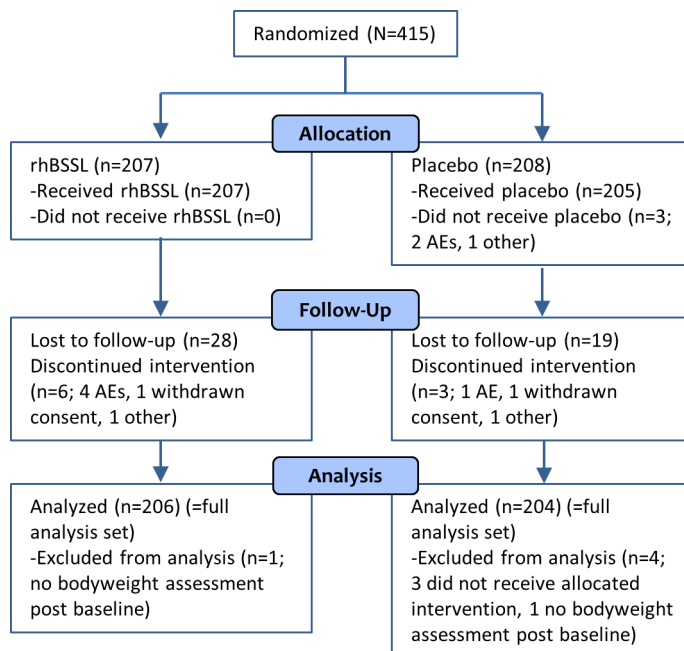 Randomized (N=415)
Allocation
rhBSSL (n=207)
-Received rhBSSL (n=207)
-Did not receive rhBSSL (n=0)
Placebo (n=208)
-Received placebo (n=205)
-Did not receive placebo (n=3;
2 AEs, 1 other)
Follow-Up
Lost to follow-up (n=28)
Discontinued intervention
(n=6; 4 AEs, 1 withdrawn
consent, 1 other)
Lost to follow-up (n=19)
Discontinued intervention
(n=3; 1 AE, 1 withdrawn
consent, 1 other)
Analysis
Analyzed (n=206) (=full
analysis set)
-Excluded from analysis (n=1;
no bodyweight assessment
post baseline)
Analyzed (n=204) (=full
analysis set)
-Excluded from analysis (n=4;
3 did not receive allocated
intervention, 1 no bodyweight
assessment post baseline)